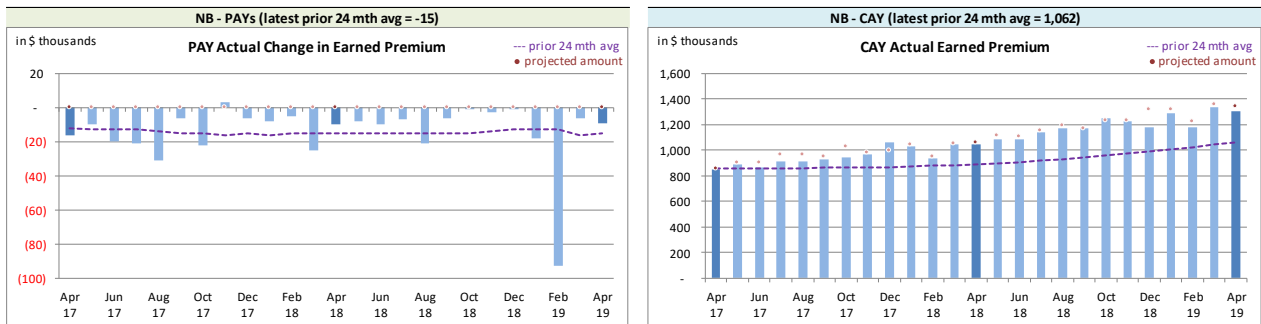 NB - PAYs (latest prior 24 mth avg = -15)
in $ thousands
PAY Actual Change in Earned Premium
--- prior 24 mth avg
• projected amount
20
-
(20)
(40)
(60)
(80)
(100)
Apr Jun Aug Oct Dec Feb Apr Jun Aug Oct Dec Feb Apr
17 17 17 17 17 18 18 18 18 18 18 19 19
NB - CAY (latest prior 24 mth avg = 1,062)
in $ thousands
CAY Actual Earned Premium
--- prior 24 mth avg
• projected amount
1,600
1,400
1,200
1,000
800
600
400
200
-
Apr Jun Aug Oct Dec Feb Apr Jun Aug Oct Dec Feb Apr
17 17 17 17 17 18 18 18 18 18 18 19 19